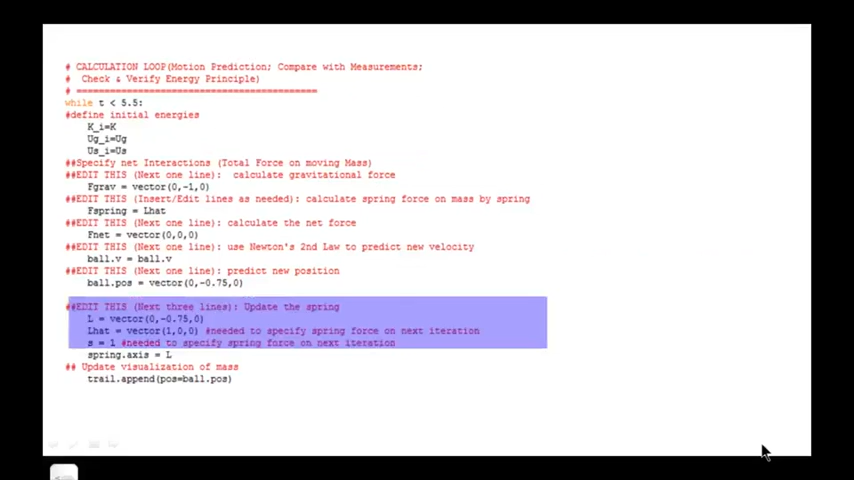 # CALCULATION LOOP(Motion Prediction; Compare with Measurements;
# Check & Verify Energy Principle)
# =========================================
while t < 5.5:
#define initial energies
K_i=K
Ug_i=Ug
Us_i=Us
##Specify net Interactions (Total Force on moving Mass)
##EDIT THIS (Next one line): calculate gravitational force
Fgrav = vector(0,-1,0)
##EDIT THIS (Insert/Edit lines as needed): calculate spring force on mass by spring
Fspring = Lhat
##EDIT THIS (Next one line): calculate the net force
Fnet = vector(0,0,0)
##EDIT THIS (Next one line): use Newton's 2nd Law to predict new velocity
ball.v = ball.v
##EDIT THIS (Next one line): predict new position
ball.pos = vector(0,-0.75,0)
##EDIT THIS (Next three lines): Update the spring
L = vector(0,-0.75,0)
Lhat = vector(1,0,0) #needed to specify spring force on next iteration
s = 1 #needed to specify spring force on next iteration
spring.axis = L
## Update visualization of mass
trail.append(pos=ball.pos)